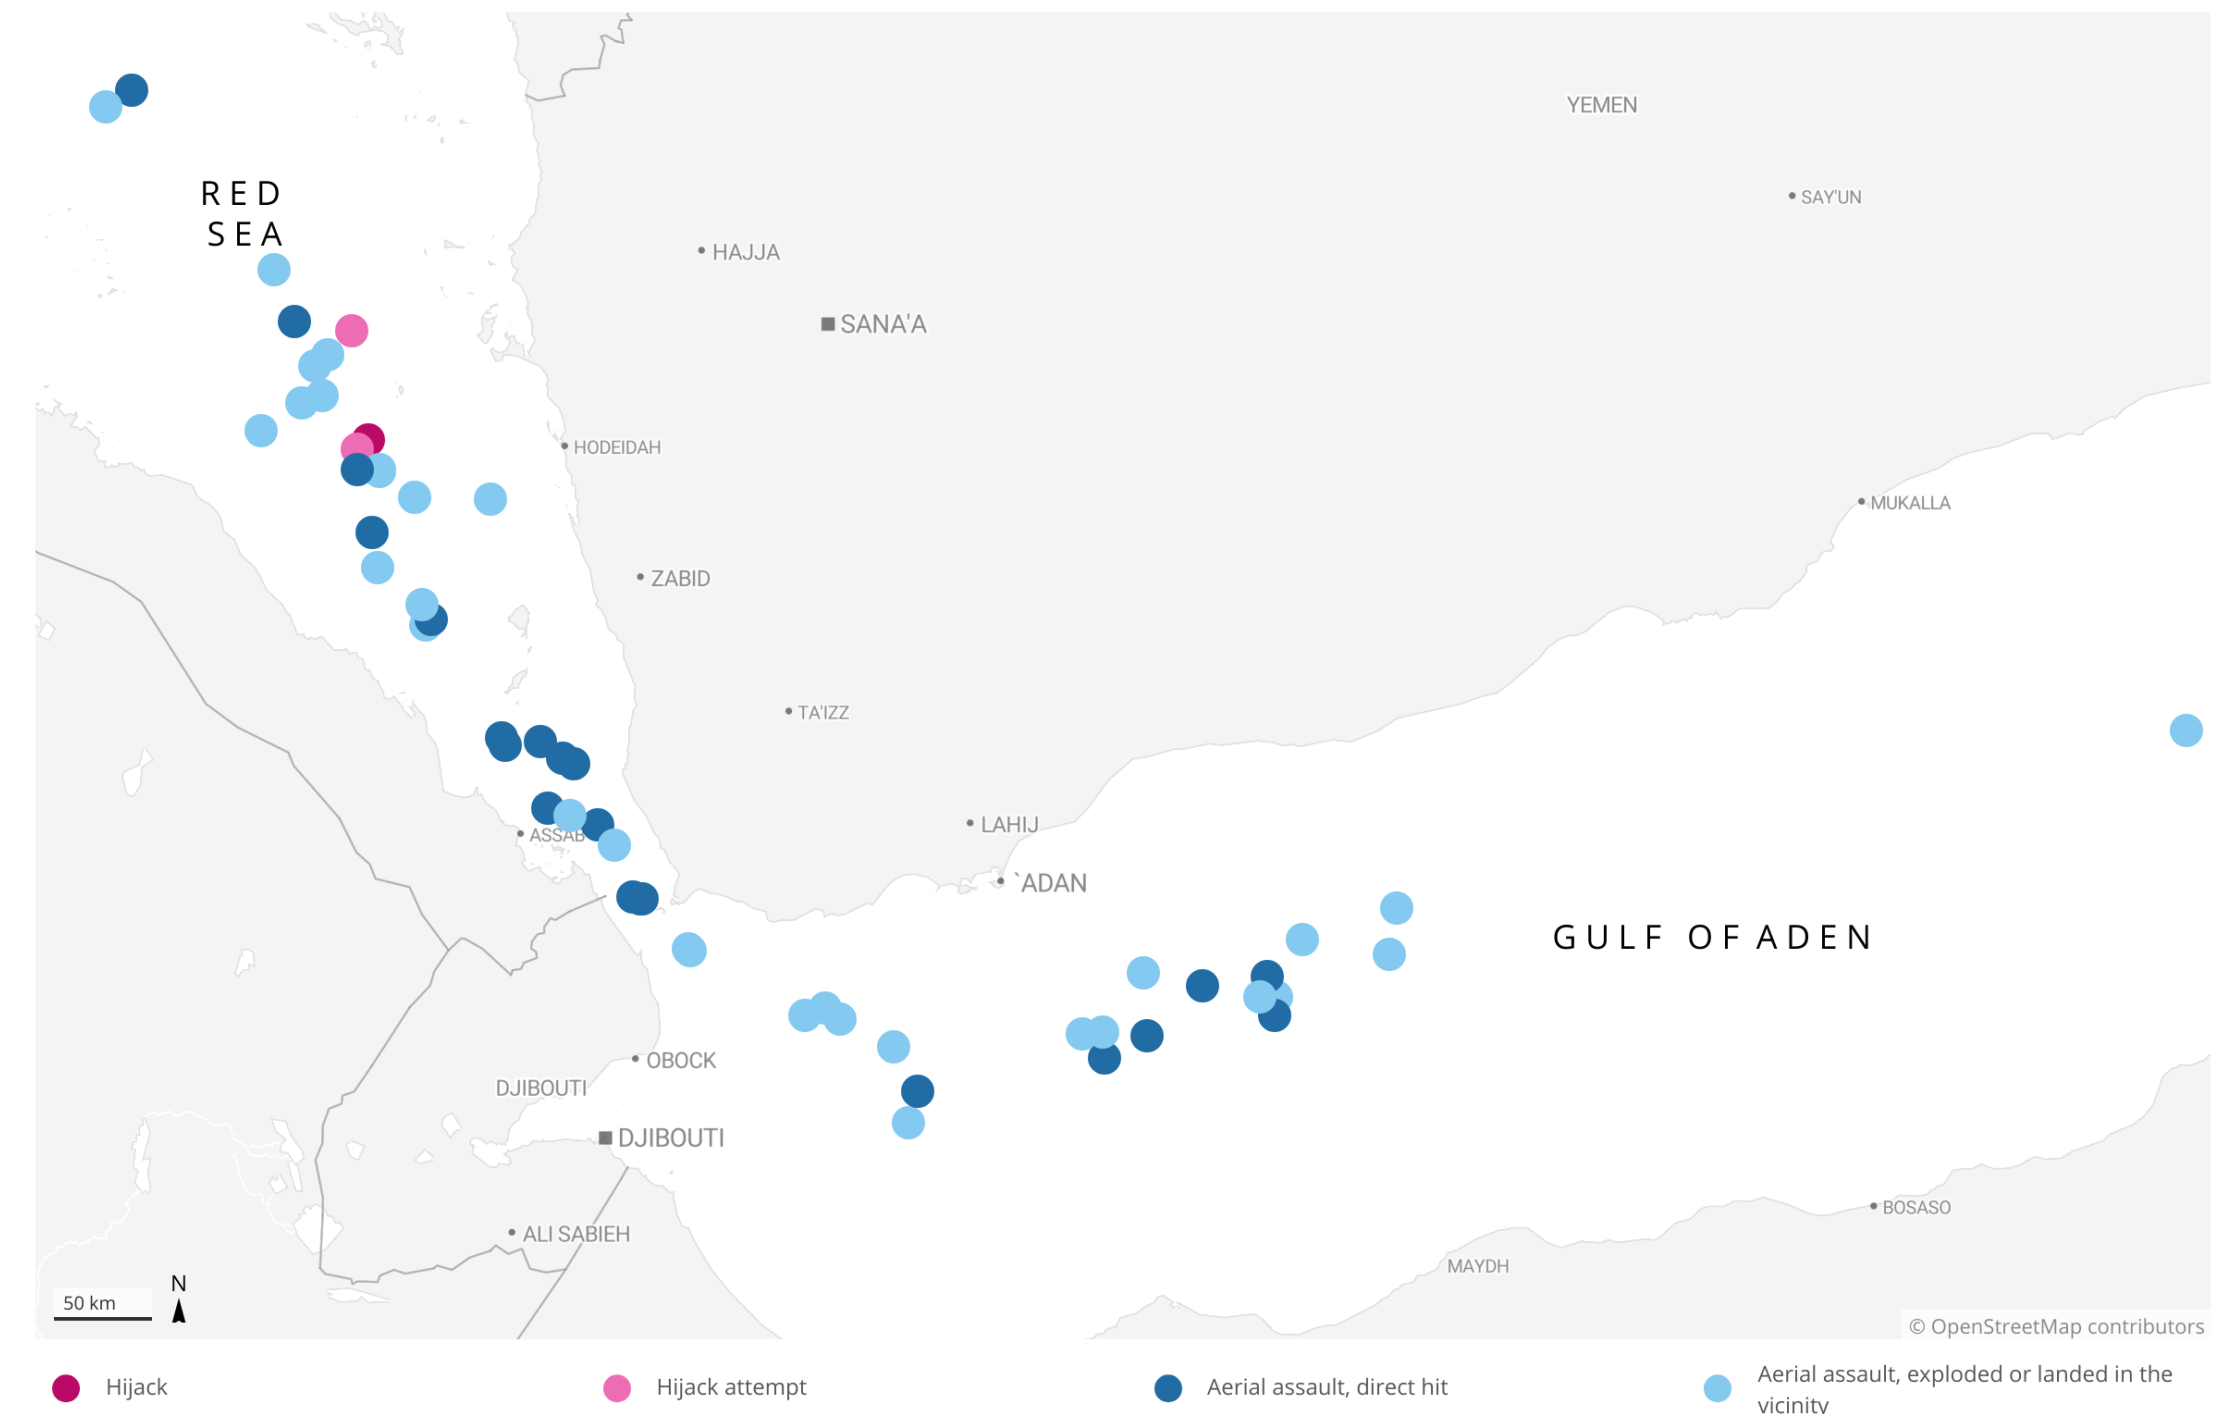 YEMEN
RED
SEA
SAY'UN
HAJJA
SANA'A
HODEIDAH
MUKALLA
ZABID
TA'IZZ
LAHIJ
ASSAB
`ADAN
GULF OF ADEN
OBOCK
DJIBOUTI
DJIBOUTI
BOSASO
ALI SABIEH
MAYDH
N
50 km
© OpenStreetMap contributors
Hijack
Hijack attempt
Aerial assault, direct hit
Aerial assault, exploded or landed in the
vicinity